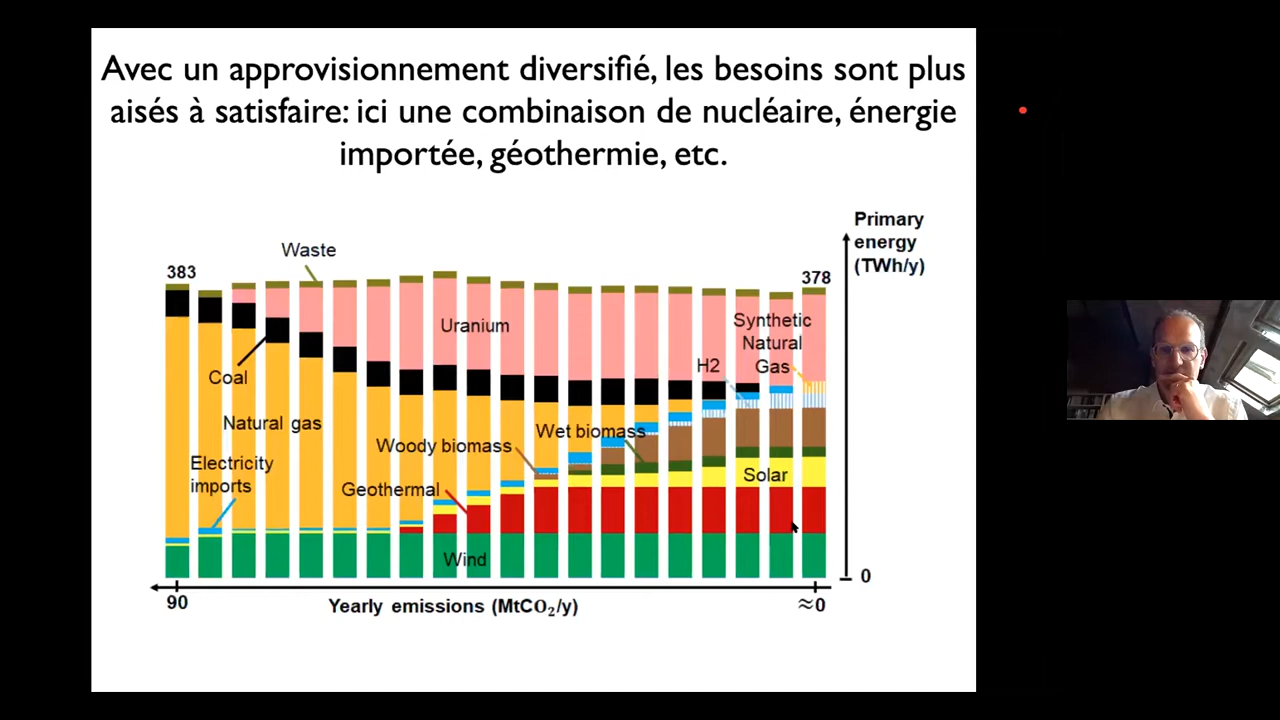 Avec un approvisionnement diversifié, les besoins sont plus
aisés à satisfaire: ici une combinaison de nucléaire, énergie
importée, géothermie, etc.
Primary
energy
(TWh/y)
Waste
383
378
Uranium
Synthetic
Natural
Gas
H2
Coal
Natural gas
Woody biomass
Wet biomass
Electricity
imports
Geothermal
Solar
Wind
0
90
Yearly emissions (MtCO₂/y)
≈0